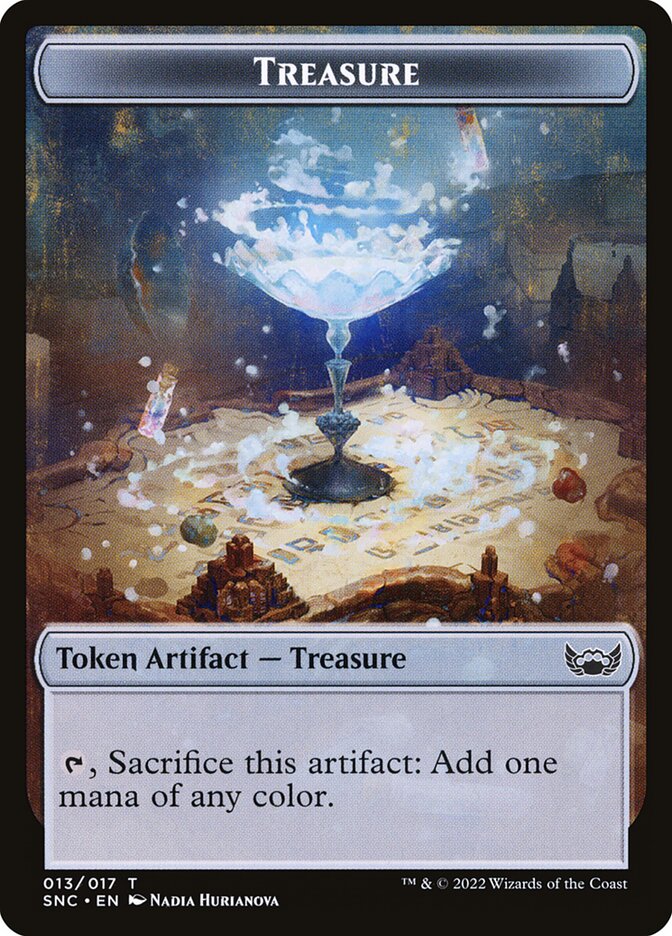 Treasure
Token Artifact — Treasure
, Sacrifice this artifact: Add one
mana of any color.
013/017 T
SNC • EN Nadia Hurianova
™ & © 2022 Wizards of the Coast